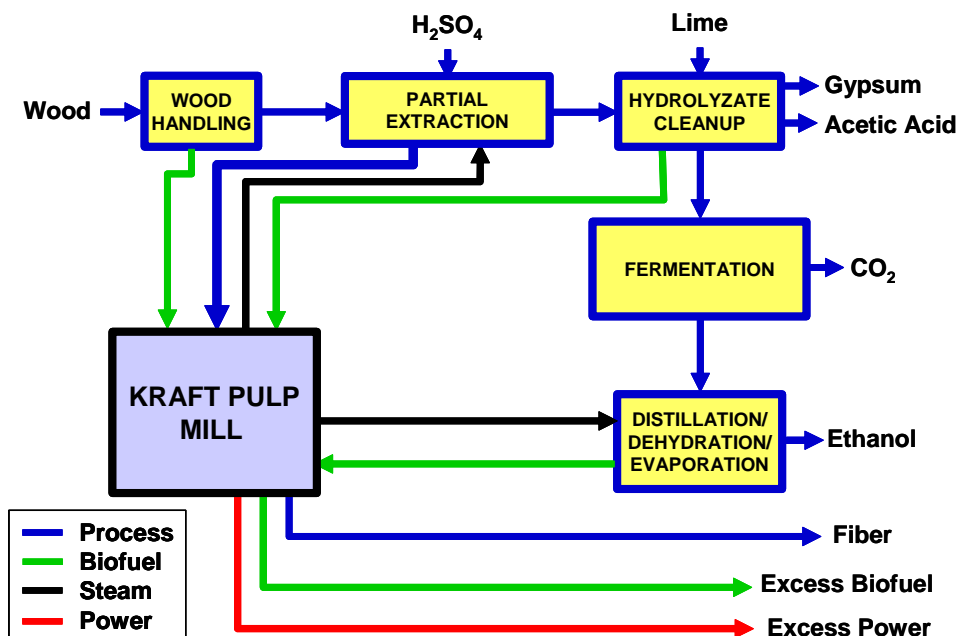 H₂SO₄
Lime
Wood
WOOD
HANDLING
PARTIAL
EXTRACTION
HYDROLYZATE
CLEANUP
Gypsum
Acetic Acid
FERMENTATION
CO₂
KRAFT PULP
MILL
DISTILLATION/
DEHYDRATION/
EVAPORATION
Ethanol
Process
Biofuel
Steam
Power
Fiber
Excess Biofuel
Excess Power